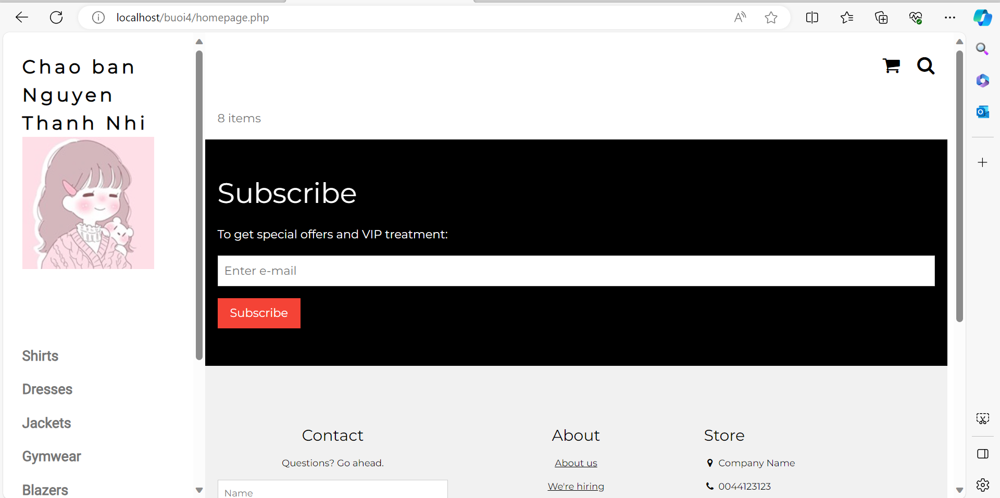 localhost/buoi4/homepage.php
Chao ban
Nguyen
Thanh Nhi
Shirts
Dresses
Jackets
Gymwear
Blazers
8 items
Subscribe
To get special offers and VIP treatment:
Enter e-mail
Subscribe
Contact
Questions? Go ahead.
Name
About
About us
We're hiring
Store
Company Name
0044123123